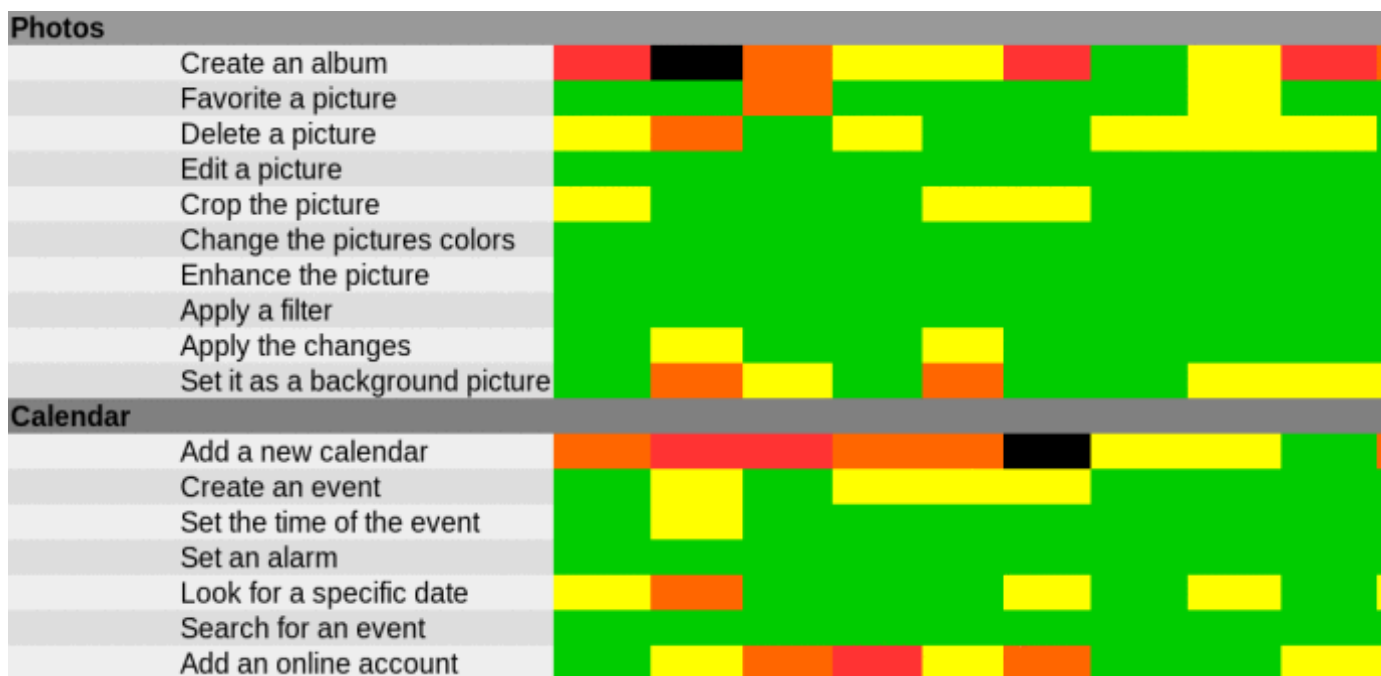 Photos
Create an album
Favorite a picture
Delete a picture
Edit a picture
Crop the picture
Change the pictures colors
Enhance the picture
Apply a filter
Apply the changes
Set it as a background picture
Calendar
Add a new calendar
Create an event
Set the time of the event
Set an alarm
Look for a specific date
Search for an event
Add an online account